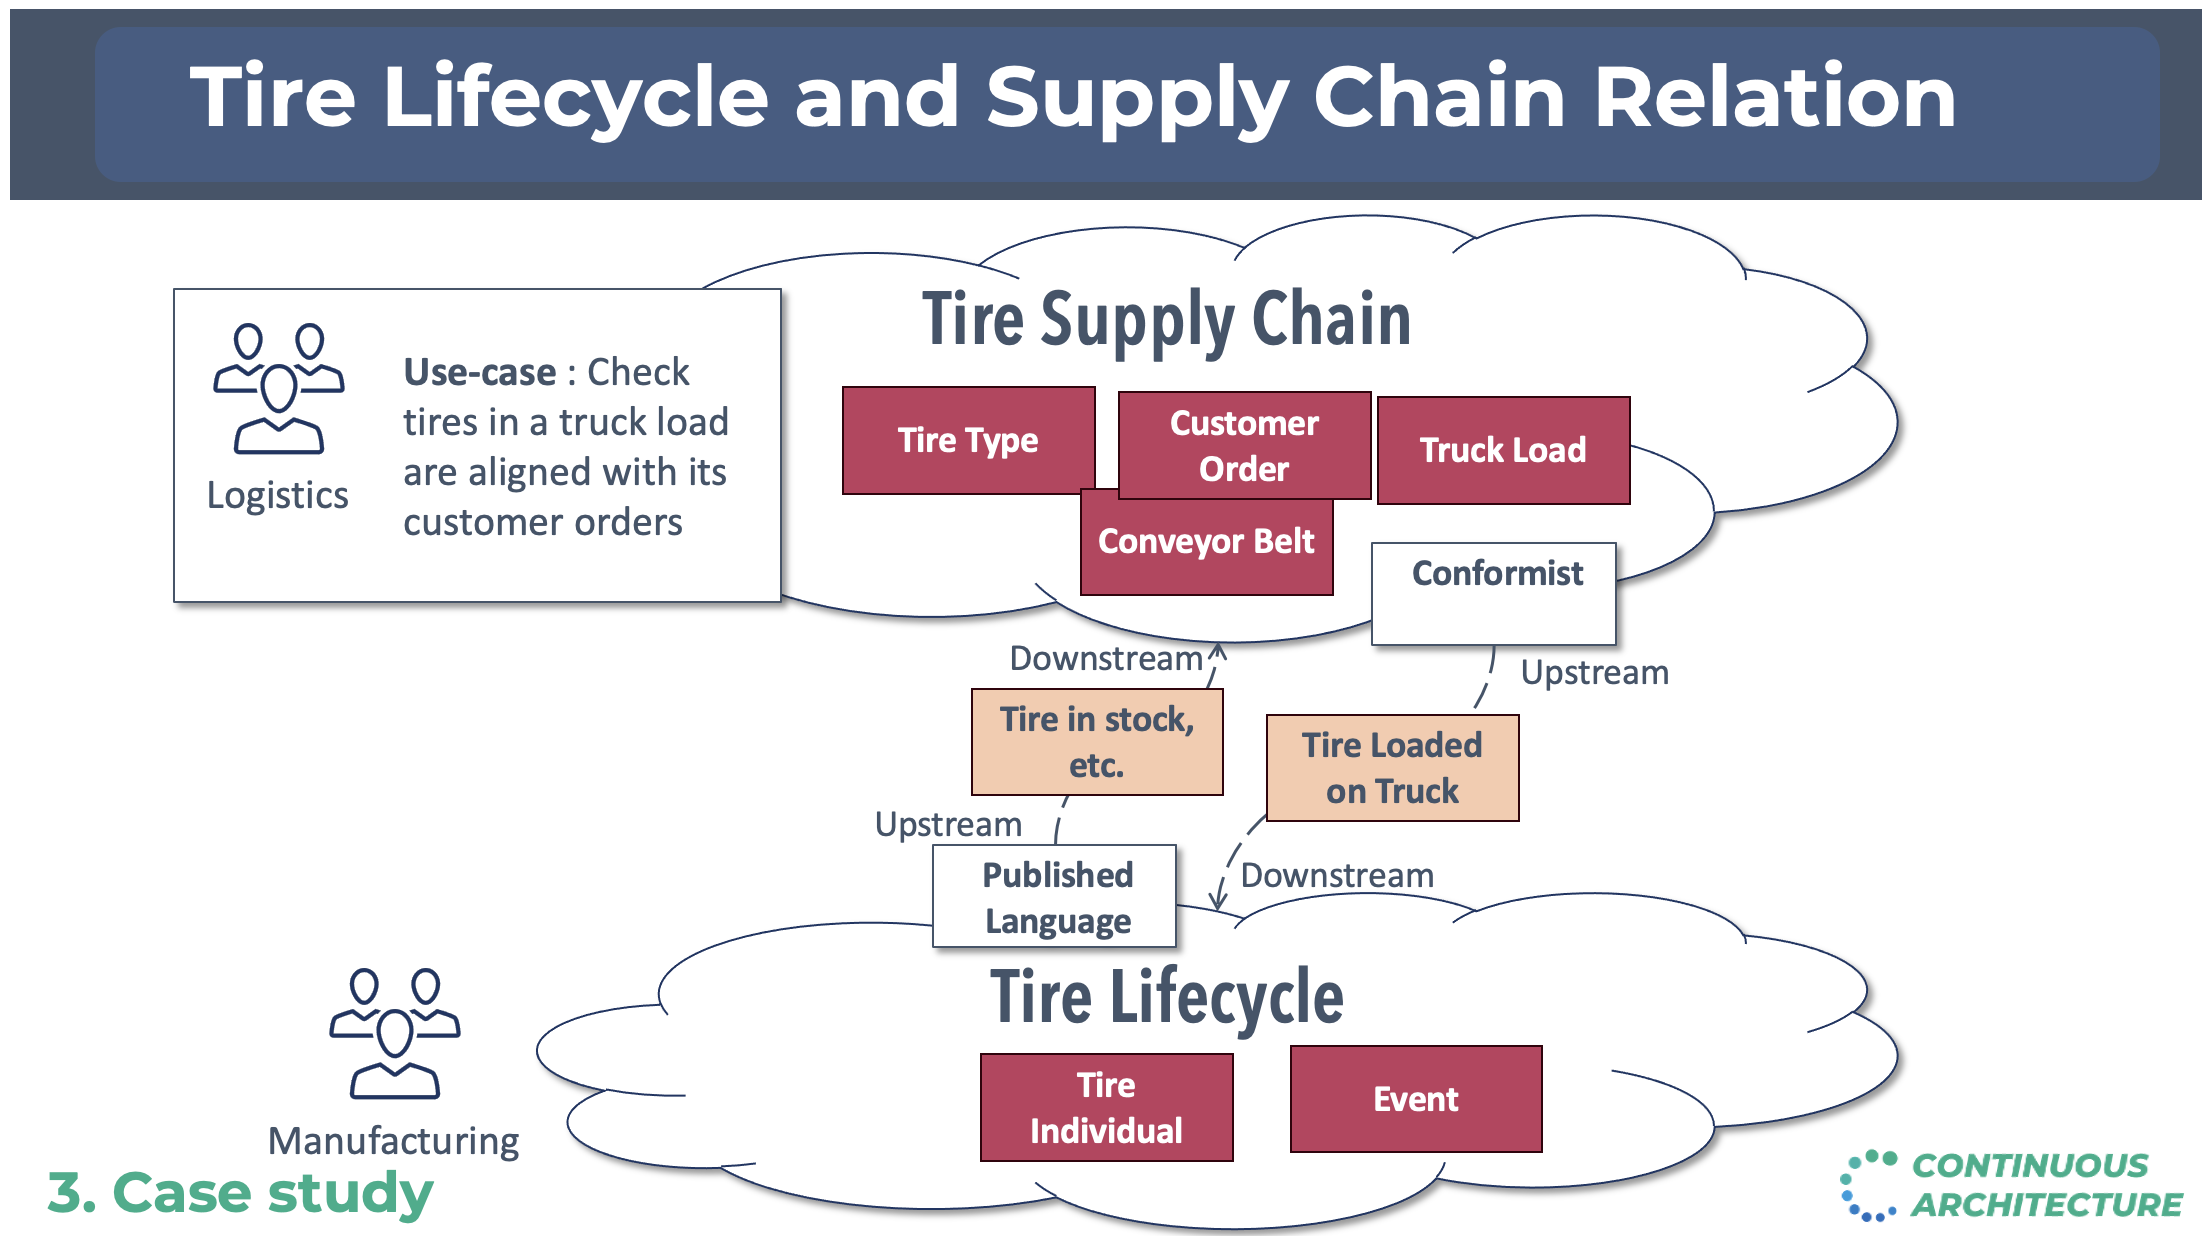 Tire Lifecycle and Supply Chain Relation
Logistics
Use-case : Check
tires in a truck load
are aligned with its
customer orders
Tire Supply Chain
Tire Type
Customer
Order
Truck Load
Conveyor Belt
Conformist
Downstream
Upstream
Tire in stock,
etc.
Tire Loaded
on Truck
Upstream
Downstream
Published
Language
Tire Lifecycle
Tire
Individual
Event
Manufacturing
3. Case study
CONTINUOUS
ARCHITECTURE